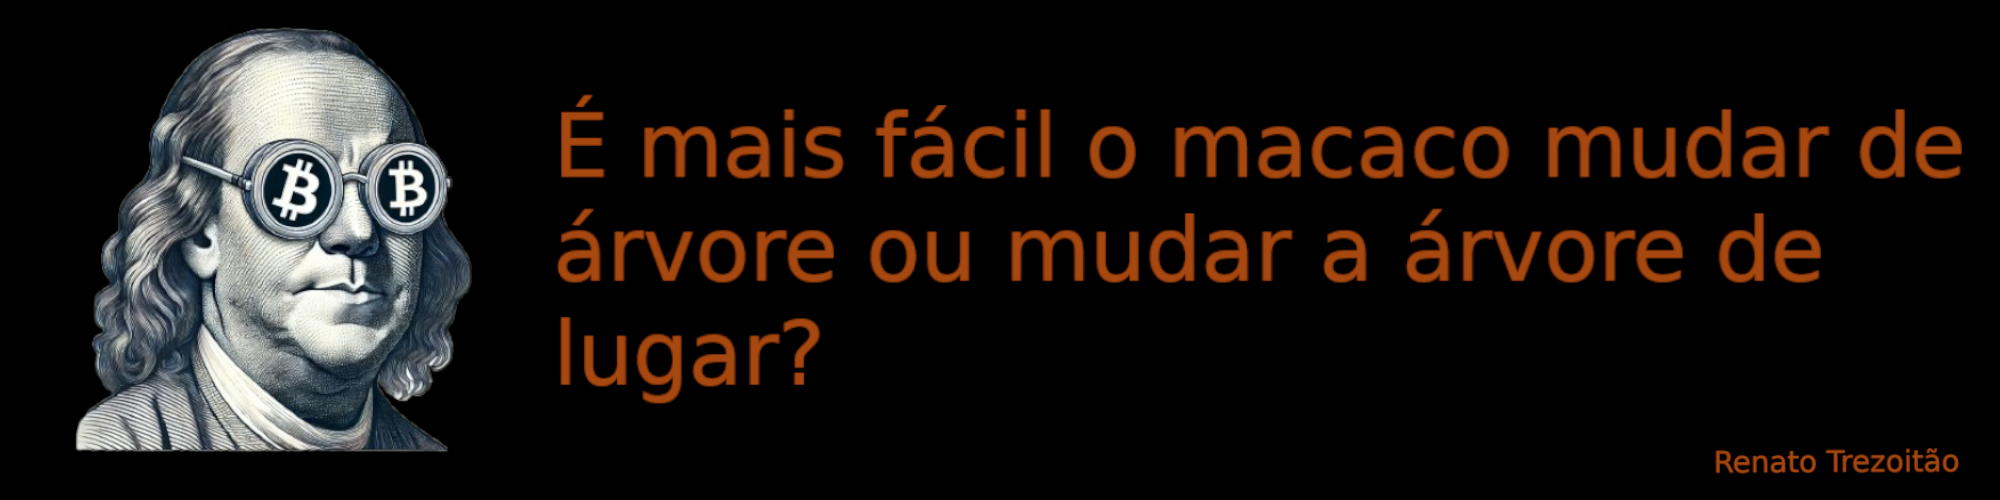 É mais fácil o macaco mudar de
árvore ou mudar a árvore de
lugar?
Renato Trezoitão